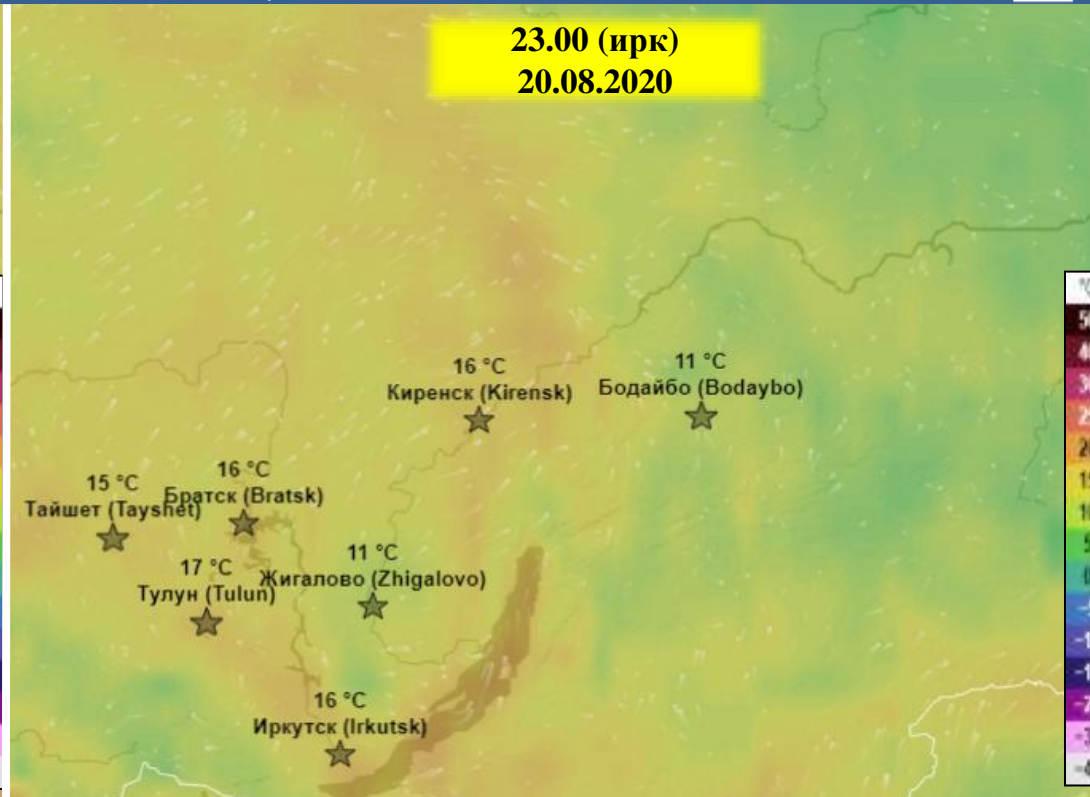 23.00 (ирк)
20.08.2020
16 °C
Киренск (Kirensk)
11 °C
Бодайбо (Bodaybo)
15 °C
Тайшет (Tayshet)
16 °C
Братск (Bratsk)
17 °C
Тулун (Tulun)
11 °C
Жигалово (Zhigalovo)
16 °C
Иркутск (Irkutsk)